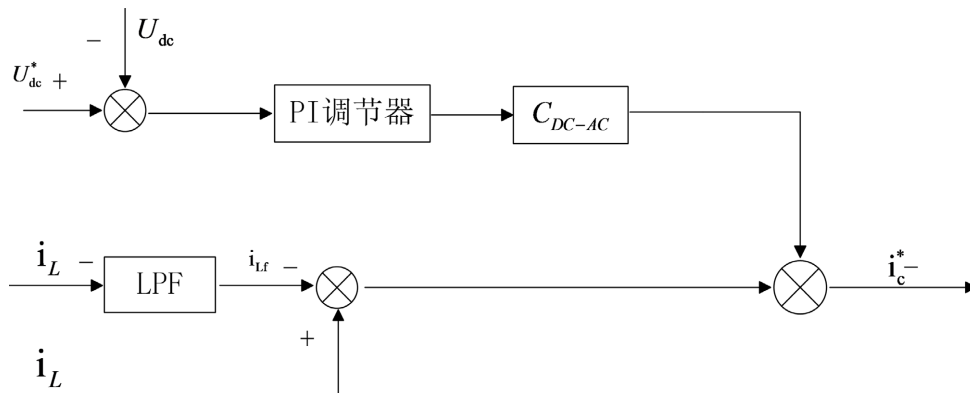 − U_dc
U*_dc +
PI调节器
C_DC−AC
i_L −
LPF
i_Lf −
i*_c −
+
i_L